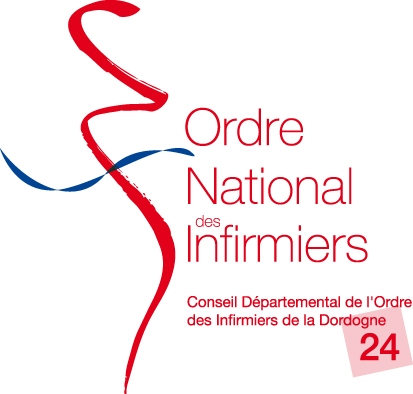 Ordre
National
des
Infirmiers
Conseil Départemental de l'Ordre
des Infirmiers de la Dordogne
24